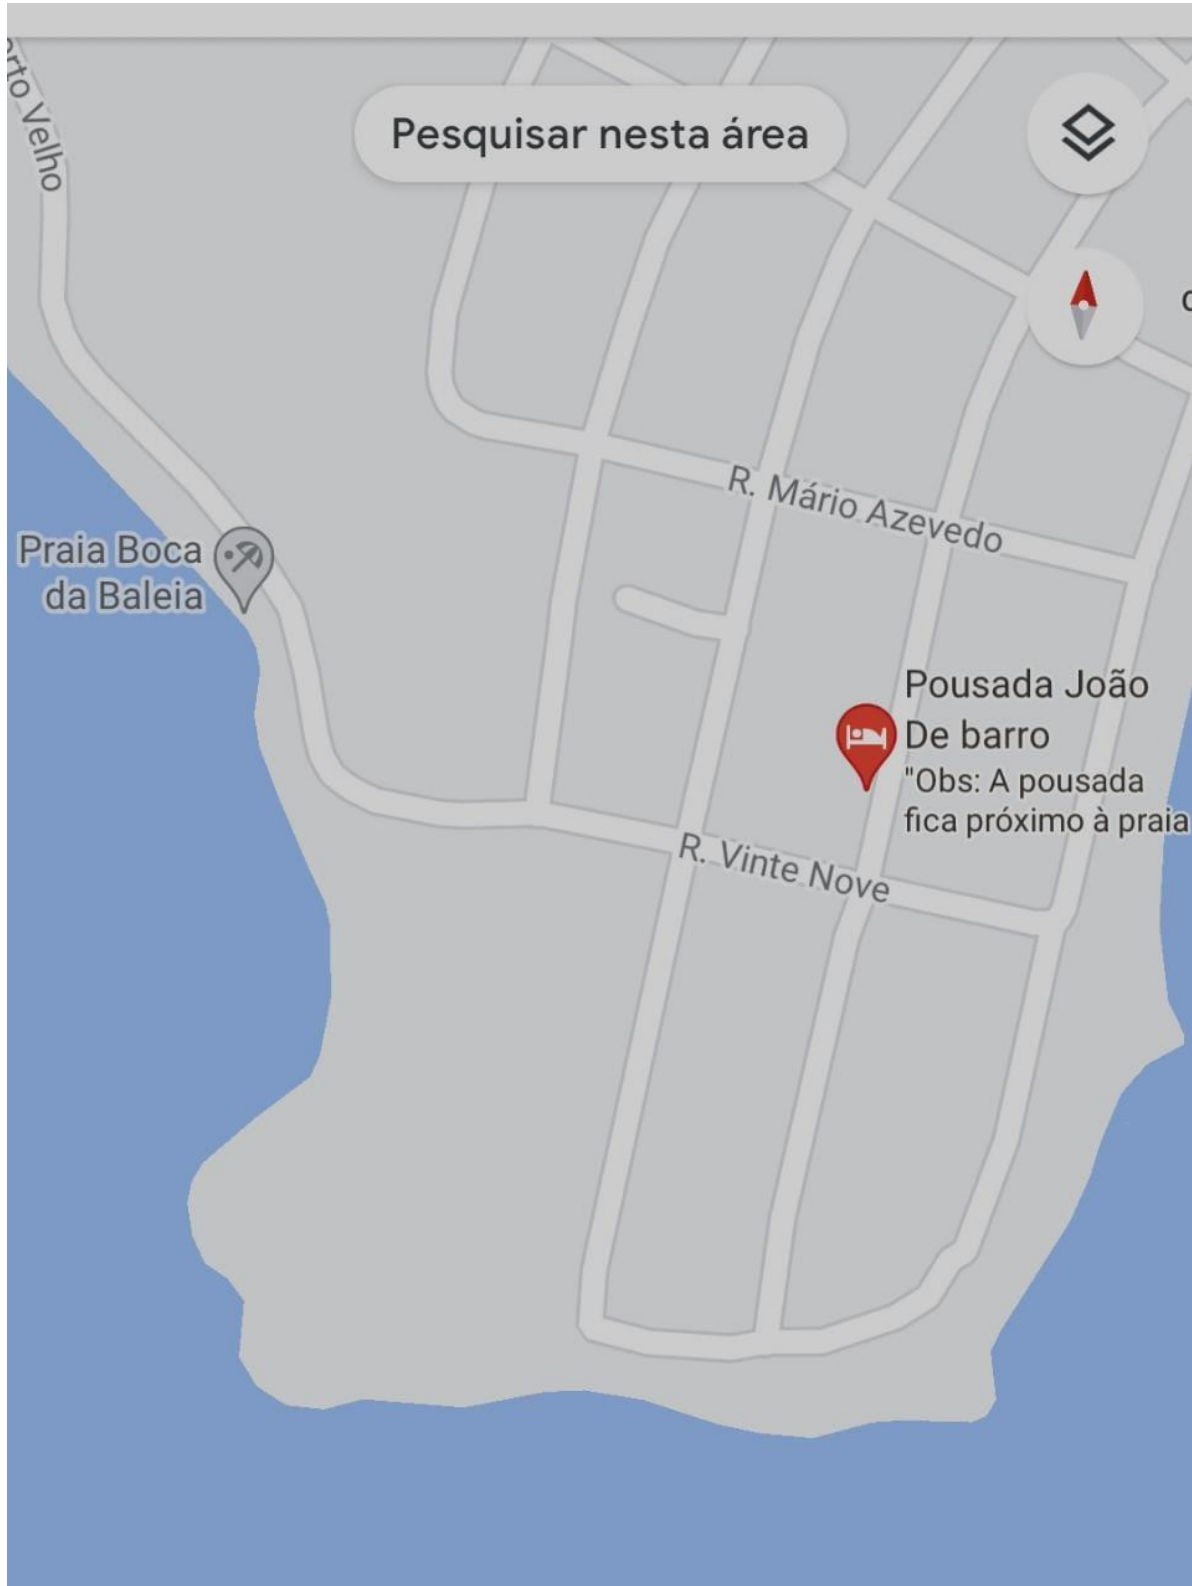 orto Velho
Pesquisar nesta área
R. Mário Azevedo
Praia Boca
da Baleia
Pousada João
De barro
"Obs: A pousada
fica próximo à praia
R. Vinte Nove